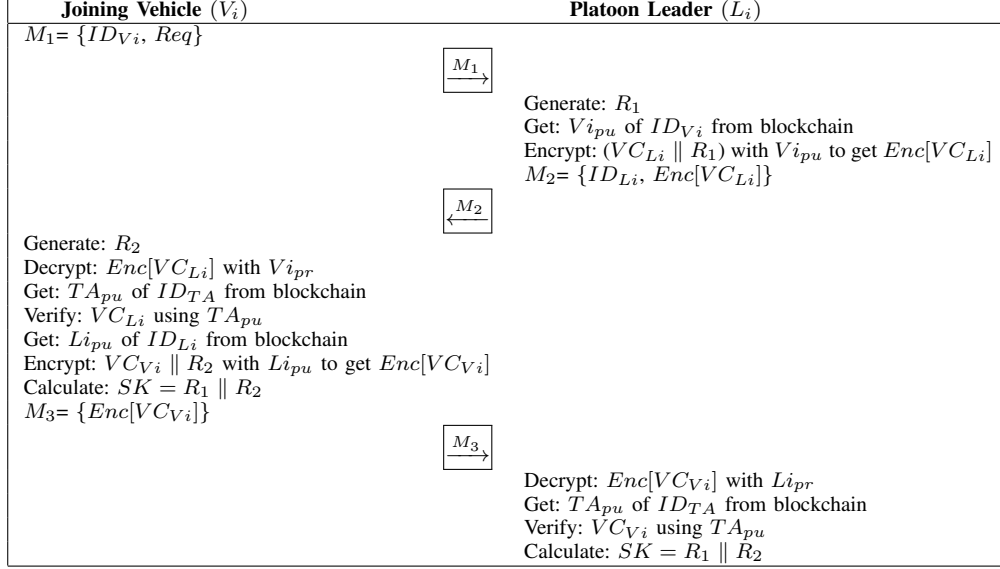 Joining Vehicle (V_i) Platoon Leader (L_i)
M_1= {ID_{Vi}, Req}
M_1
Generate: R_1
Get: Vi_{pu} of ID_{Vi} from blockchain
Encrypt: (VC_{Li} ∥ R_1) with Vi_{pu} to get Enc[VC_{Li}]
M_2= {ID_{Li}, Enc[VC_{Li}]}
M_2
Generate: R_2
Decrypt: Enc[VC_{Li}] with Vi_{pr}
Get: TA_{pu} of ID_{TA} from blockchain
Verify: VC_{Li} using TA_{pu}
Get: Li_{pu} of ID_{Li} from blockchain
Encrypt: VC_{Vi} ∥ R_2 with Li_{pu} to get Enc[VC_{Vi}]
Calculate: SK = R_1 ∥ R_2
M_3= {Enc[VC_{Vi}]}
M_3
Decrypt: Enc[VC_{Vi}] with Li_{pr}
Get: TA_{pu} of ID_{TA} from blockchain
Verify: VC_{Vi} using TA_{pu}
Calculate: SK = R_1 ∥ R_2